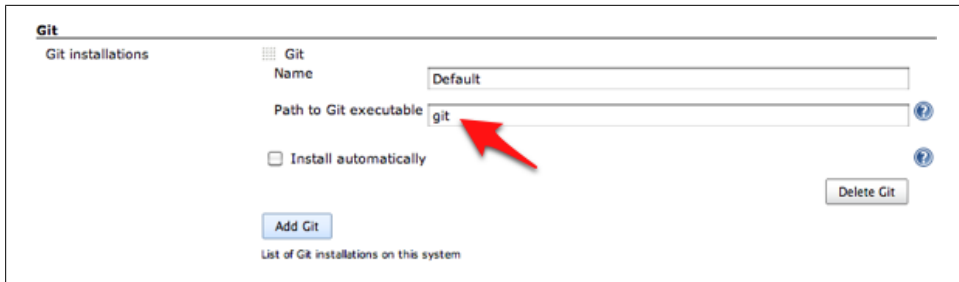 Git
Git installations
Git
Name
Default
Path to Git executable
git
Install automatically
Delete Git
Add Git
List of Git installations on this system